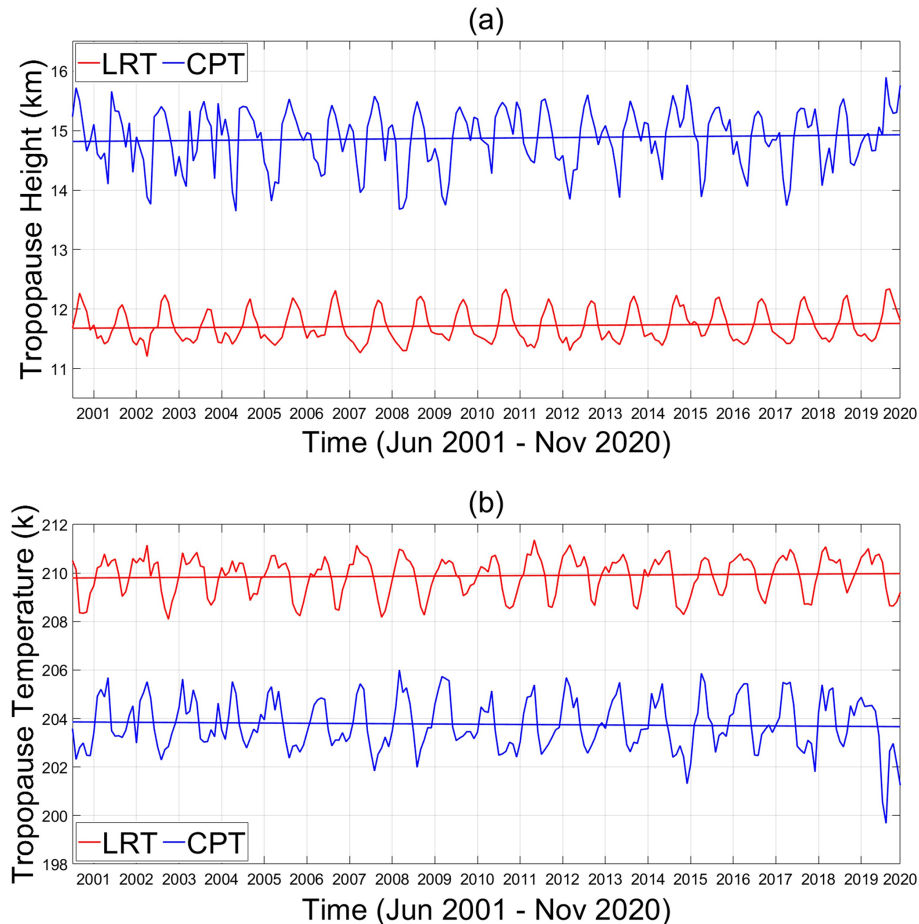 (a)
Tropopause Height (km)
LRT CPT
16
15
14
13
12
11
2001 2002 2003 2004 2005 2006 2007 2008 2009 2010 2011 2012 2013 2014 2015 2016 2017 2018 2019 2020
Time (Jun 2001 - Nov 2020)
(b)
Tropopause Temperature (k)
212
210
208
206
204
202
200
198
LRT CPT
2001 2002 2003 2004 2005 2006 2007 2008 2009 2010 2011 2012 2013 2014 2015 2016 2017 2018 2019 2020
Time (Jun 2001 - Nov 2020)